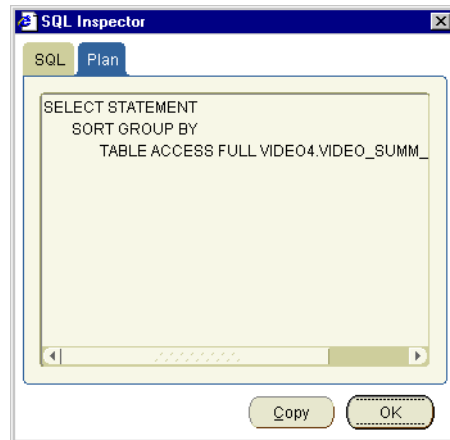 SQL Inspector
SQL Plan
SELECT STATEMENT
SORT GROUP BY
TABLE ACCESS FULL VIDEO4.VIDEO_SUMM_
Copy OK